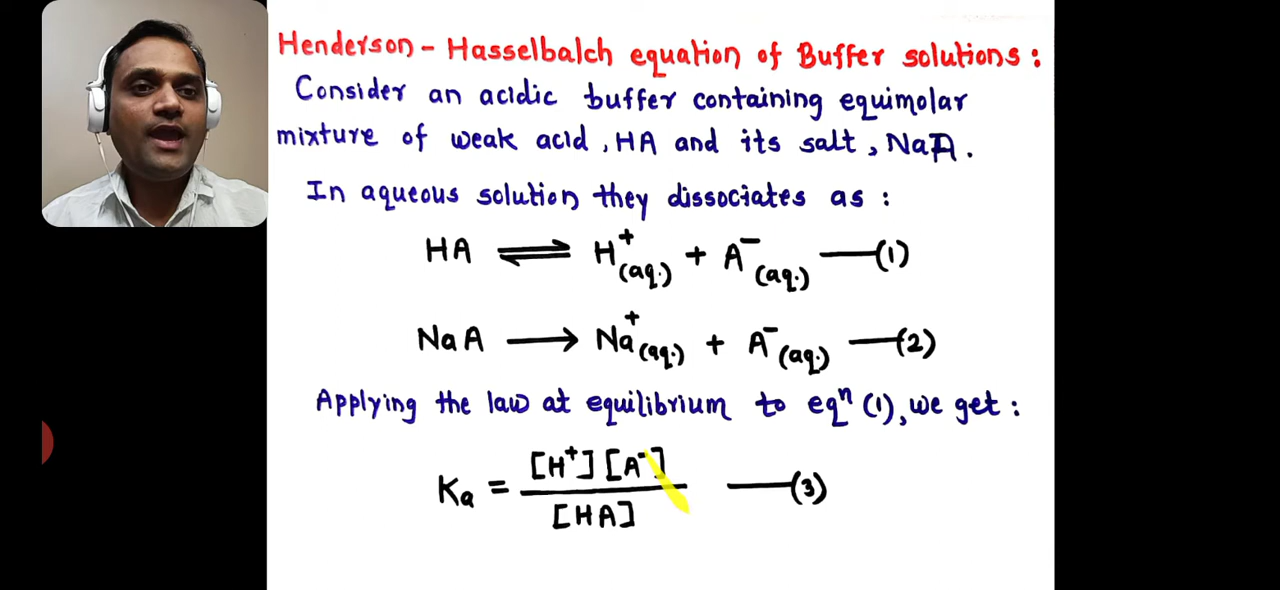 Henderson - Hasselbalch equation of Buffer solutions :
Consider an acidic buffer containing equimolar
mixture of weak acid, HA and its salt, NaA.
In aqueous solution they dissociates as :
HA ⇌ H⁺(aq.) + A⁻(aq.) —(1)
NaA → Na⁺(aq.) + A⁻(aq.) —(2)
Applying the law at equilibrium to eqⁿ (1), we get :
Ka = [H⁺] [A⁻] / [HA] —(3)